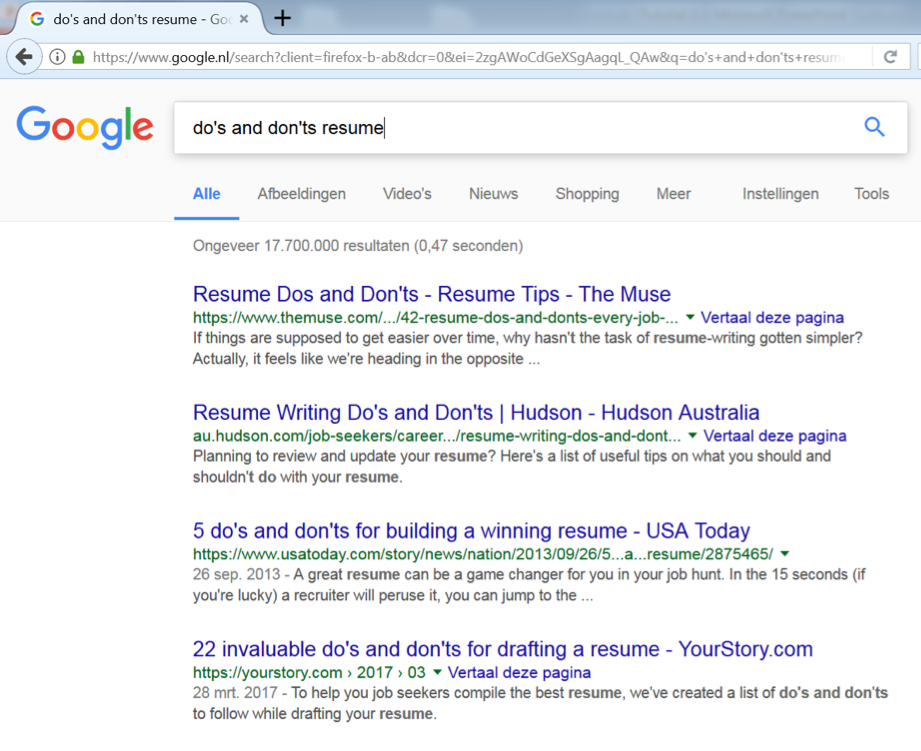 do's and don'ts resume - Goo
https://www.google.nl/search?client=firefox-b-ab&dcr=0&ei=2zgAWoCdGeXSgAagqL_QAw&q=do's+and+don'ts+resum
Google
do's and don'ts resume
Alle Afbeeldingen Video's Nieuws Shopping Meer Instellingen Tools
Ongeveer 17.700.000 resultaten (0,47 seconden)
Resume Dos and Don'ts - Resume Tips - The Muse
https://www.themuse.com/.../42-resume-dos-and-donts-every-job-... Vertaal deze pagina
If things are supposed to get easier over time, why hasn't the task of resume-writing gotten simpler?
Actually, it feels like we're heading in the opposite ...
Resume Writing Do's and Don'ts | Hudson - Hudson Australia
au.hudson.com/job-seekers/career.../resume-writing-dos-and-dont... Vertaal deze pagina
Planning to review and update your resume? Here's a list of useful tips on what you should and
shouldn't do with your resume.
5 do's and don'ts for building a winning resume - USA Today
https://www.usatoday.com/story/news/nation/2013/09/26/5...a...resume/2875465/
26 sep. 2013 - A great resume can be a game changer for you in your job hunt. In the 15 seconds (if
you're lucky) a recruiter will peruse it, you can jump to the ...
22 invaluable do's and don'ts for drafting a resume - YourStory.com
https://yourstory.com › 2017 › 03 Vertaal deze pagina
28 mrt. 2017 - To help you job seekers compile the best resume, we've created a list of do's and don'ts
to follow while drafting your resume.